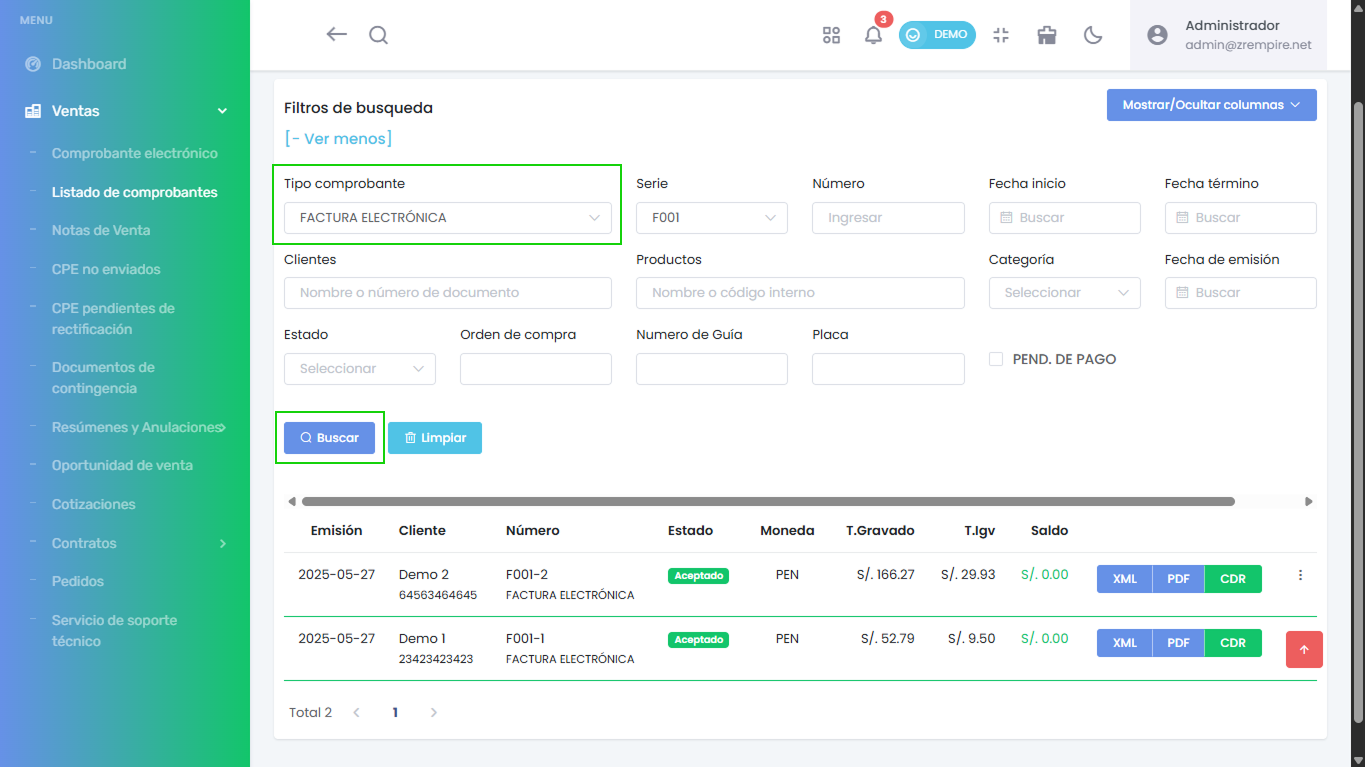 MENU
Dashboard
Ventas
Comprobante electrónico
Listado de comprobantes
Notas de Venta
CPE no enviados
CPE pendientes de
rectificación
Documentos de
contingencia
Resúmenes y Anulaciones
Oportunidad de venta
Cotizaciones
Contratos
Pedidos
Servicio de soporte
técnico
3
DEMO
Administrador
admin@zrempire.net
Filtros de busqueda
Mostrar/Ocultar columnas
[- Ver menos]
Tipo comprobante Serie Número Fecha inicio Fecha término
FACTURA ELECTRÓNICA F001 Ingresar Buscar Buscar
Clientes Productos Categoría Fecha de emisión
Nombre o número de documento Nombre o código interno Seleccionar Buscar
Estado Orden de compra Numero de Guía Placa
Seleccionar PEND. DE PAGO
Buscar Limpiar
Emisión Cliente Número Estado Moneda T.Gravado T.Igv Saldo
2025-05-27 Demo 2 F001-2 Aceptado PEN S/. 166.27 S/. 29.93 S/. 0.00 XML PDF CDR
64563464645 FACTURA ELECTRÓNICA
2025-05-27 Demo 1 F001-1 Aceptado PEN S/. 52.79 S/. 9.50 S/. 0.00 XML PDF CDR
23423423423 FACTURA ELECTRÓNICA
Total 2 1